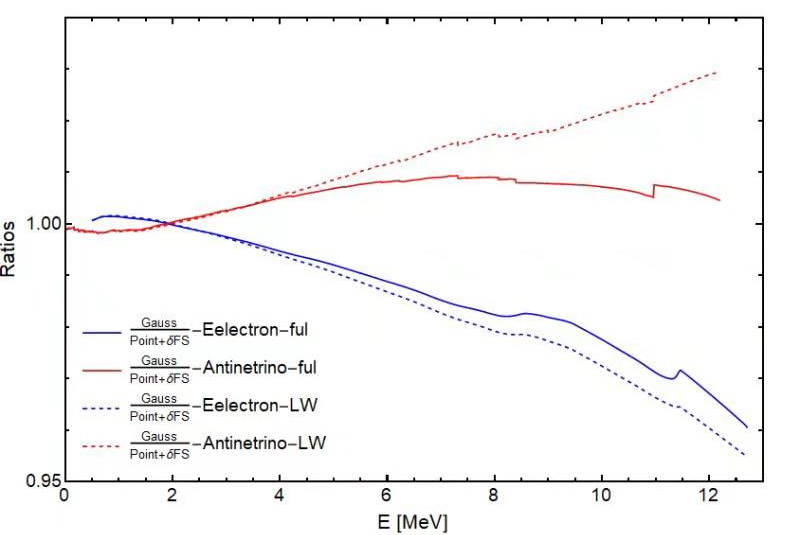 Ratios
1.00
0.95
Gauss
Point+δFS
−Eelectron−ful
Gauss
Point+δFS
−Antinetrino−ful
Gauss
Point+δFS
−Eelectron−LW
Gauss
Point+δFS
−Antinetrino−LW
0 2 4 6 8 10 12
E [MeV]